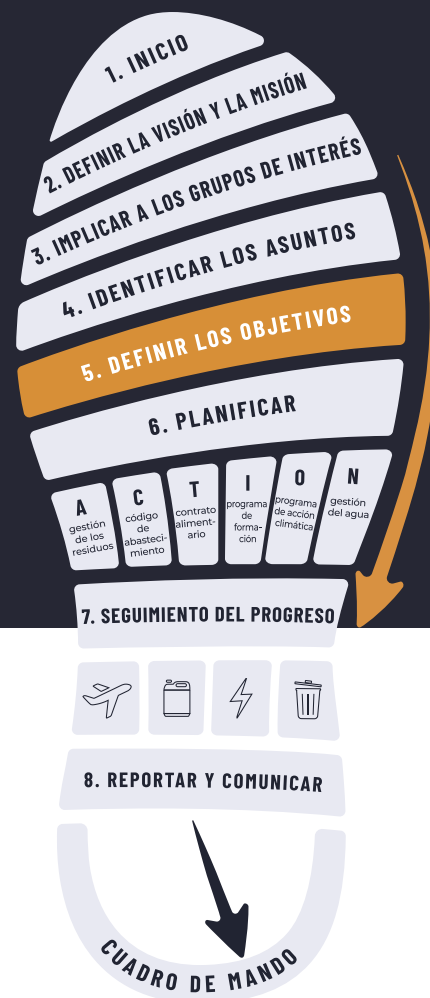 1. INICIO
2. DEFINIR LA VISIÓN Y LA MISIÓN
3. IMPLICAR A LOS GRUPOS DE INTERÉS
4. IDENTIFICAR LOS ASUNTOS
5. DEFINIR LOS OBJETIVOS
6. PLANIFICAR
A
gestión
de los
residuos
C
código
de
abasteci-
miento
T
contrato
aliment-
ario
I
programa
de
forma-
ción
O
programa
de acción
climática
N
gestión
del agua
7. SEGUIMIENTO DEL PROGRESO
8. REPORTAR Y COMUNICAR
CUADRO DE MANDO